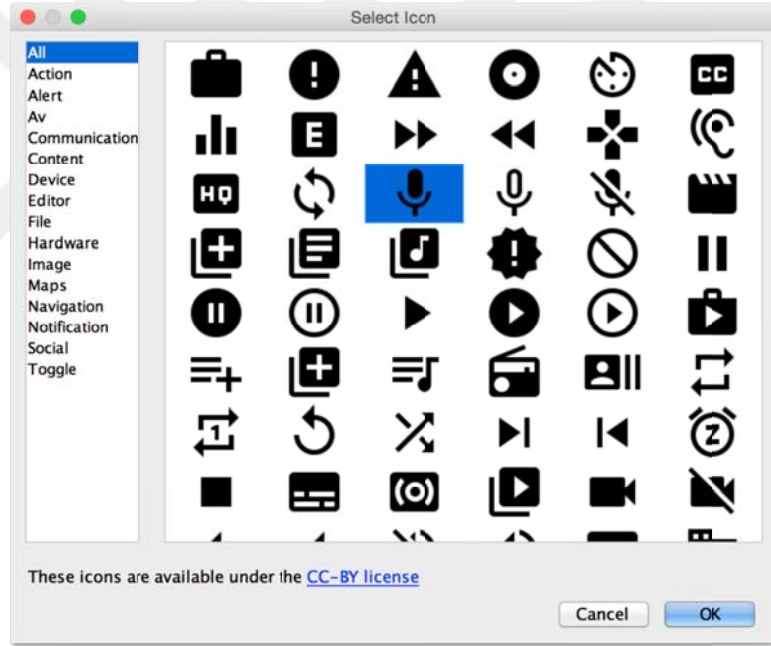 Select Icon
All
Action
Alert
Av
Communication
Content
Device
Editor
File
Hardware
Image
Maps
Navigation
Notification
Social
Toggle
CC
E
HQ
1
Z
These icons are available under the CC-BY license
Cancel OK